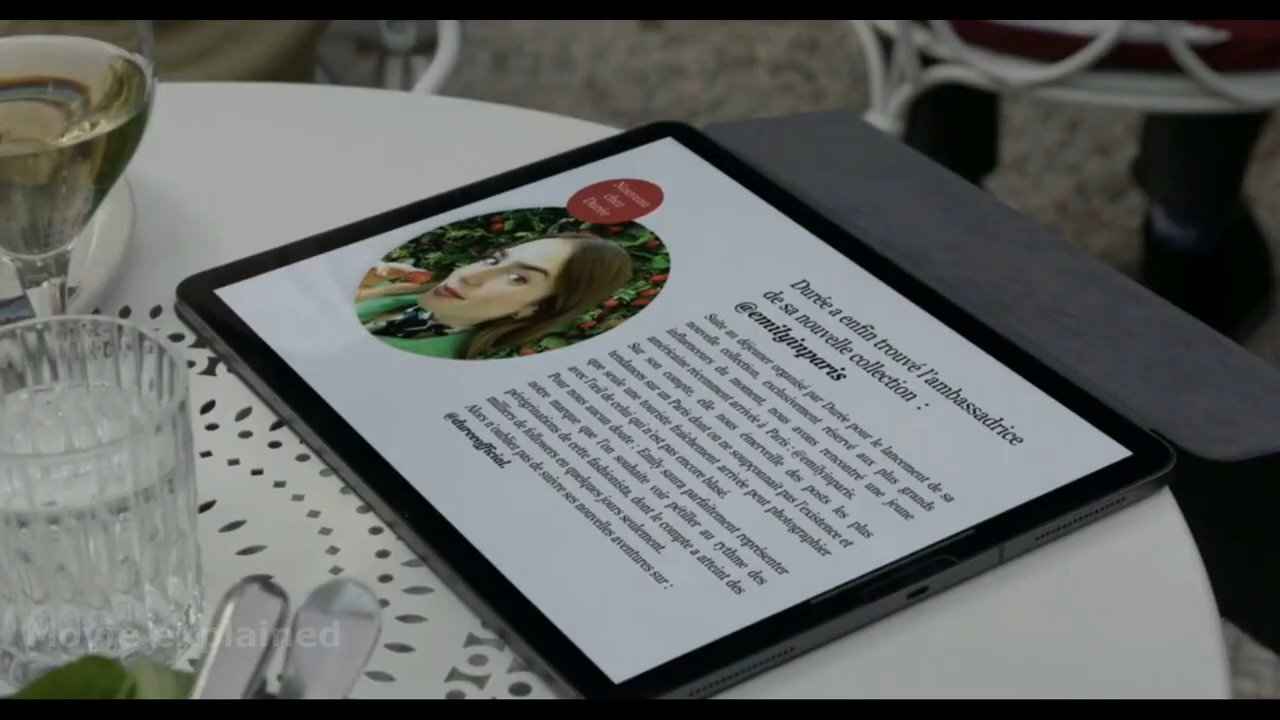 Nouveau
chez
Durée
Durée a enfin trouvé l'ambassadrice
de sa nouvelle collection :
@emilyinparis
Suite au déjeuner organisé par Durée pour le lancement de sa
nouvelle collection, exclusivement réservé aux plus grands
influenceurs du moment, nous avons rencontré une jeune
américaine récemment arrivée à Paris : @emilyinparis.
Sur son compte, elle nous émerveille des posts les plus
tendances sur un Paris dont on ne soupçonnait pas l'existence et
que seule une touriste fraîchement arrivée peut photographier
avec l'œil de celui qui n'est pas encore blasé.
Pour nous aucun doute : Emily saura parfaitement représenter
notre marque que l'on souhaite voir pétiller au rythme des
pérégrinations de cette fashionista, dont le compte a atteint des
milliers de followers en quelques jours seulement.
Alors n'oubliez pas de suivre ses nouvelles aventures sur :
@dureeofficial.
Movie explained